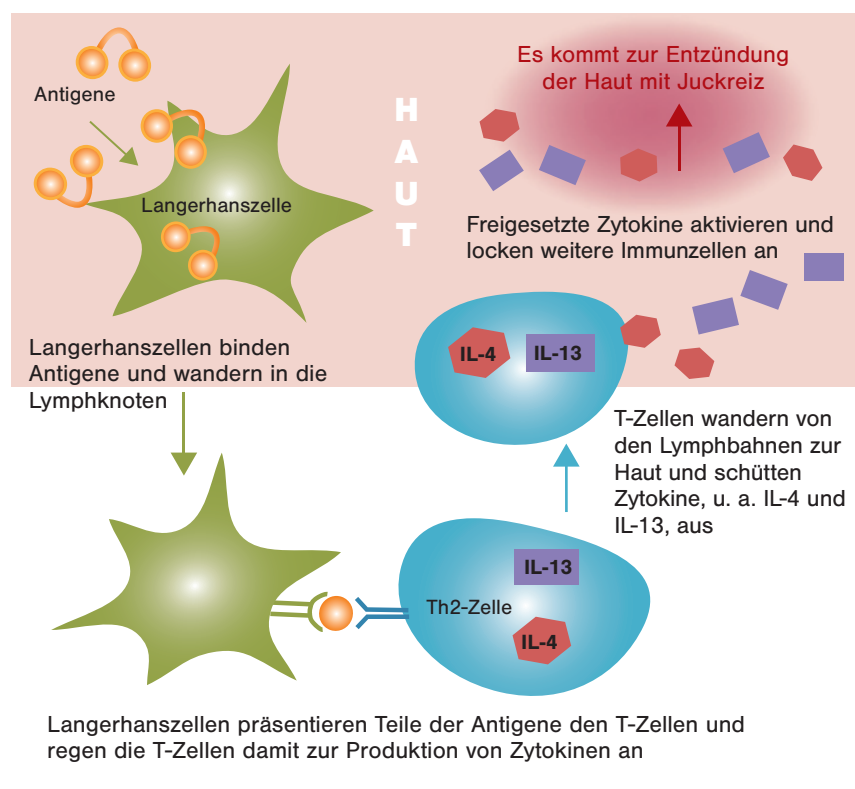 Antigene
Langerhanszelle
Langerhanszellen binden
Antigene und wandern in die
Lymphknoten
HAUT
Es kommt zur Entzündung
der Haut mit Juckreiz
Freigesetzte Zytokine aktivieren und
locken weitere Immunzellen an
IL-4
IL-13
T-Zellen wandern von
den Lymphbahnen zur
Haut und schütten
Zytokine, u. a. IL-4 und
IL-13, aus
IL-13
Th2-Zelle
IL-4
Langerhanszellen präsentieren Teile der Antigene den T-Zellen und
regen die T-Zellen damit zur Produktion von Zytokinen an